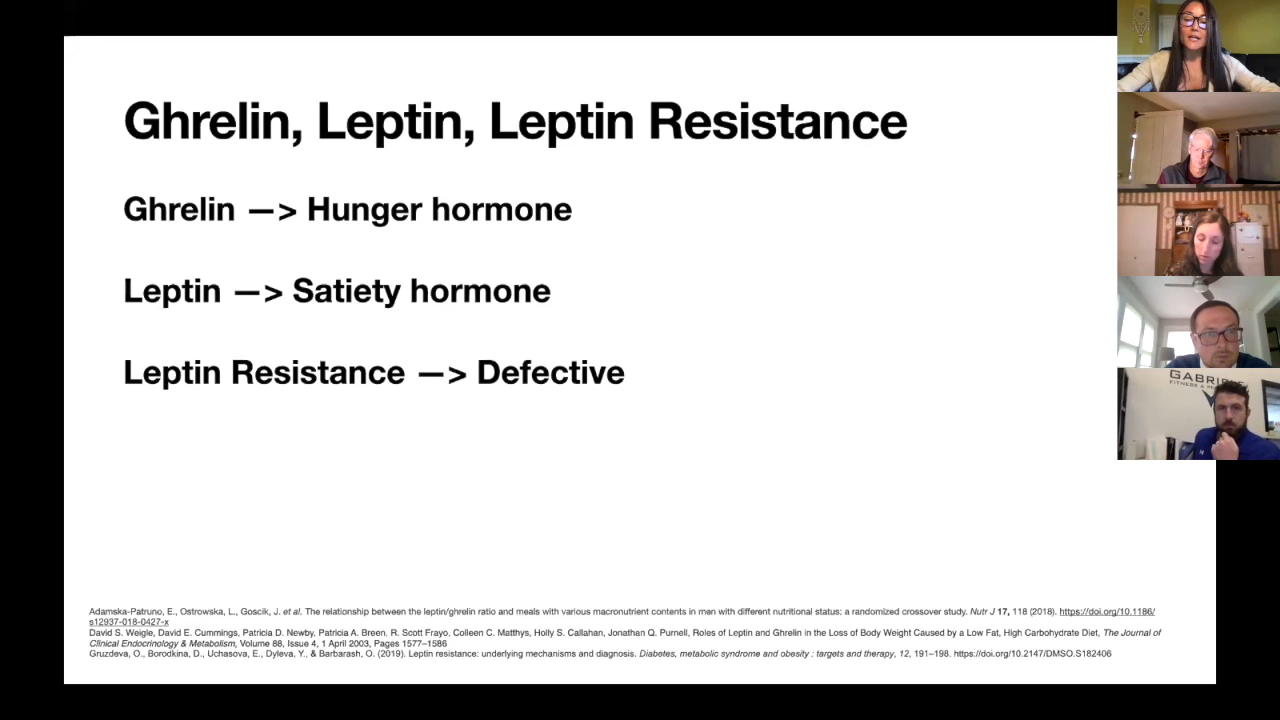 Ghrelin, Leptin, Leptin Resistance
Ghrelin —> Hunger hormone
Leptin —> Satiety hormone
Leptin Resistance —> Defective
Adamska-Patruno, E., Ostrowska, L., Goscik, J. et al. The relationship between the leptin/ghrelin ratio and meals with various macronutrient contents in men with different nutritional status: a randomized crossover study. Nutr J 17, 118 (2018). https://doi.org/10.1186/
s12937-018-0427-x
David S. Weigle, David E. Cummings, Patricia D. Newby, Patricia A. Breen, R. Scott Frayo, Colleen C. Matthys, Holly S. Callahan, Jonathan Q. Purnell, Roles of Leptin and Ghrelin in the Loss of Body Weight Caused by a Low Fat, High Carbohydrate Diet, The Journal of
Clinical Endocrinology & Metabolism, Volume 88, Issue 4, 1 April 2003, Pages 1577–1586
Gruzdeva, O., Borodkina, D., Uchasova, E., Dyleva, Y., & Barbarash, O. (2019). Leptin resistance: underlying mechanisms and diagnosis. Diabetes, metabolic syndrome and obesity : targets and therapy, 12, 191–198. https://doi.org/10.2147/DMSO.S182406
FITNESS &